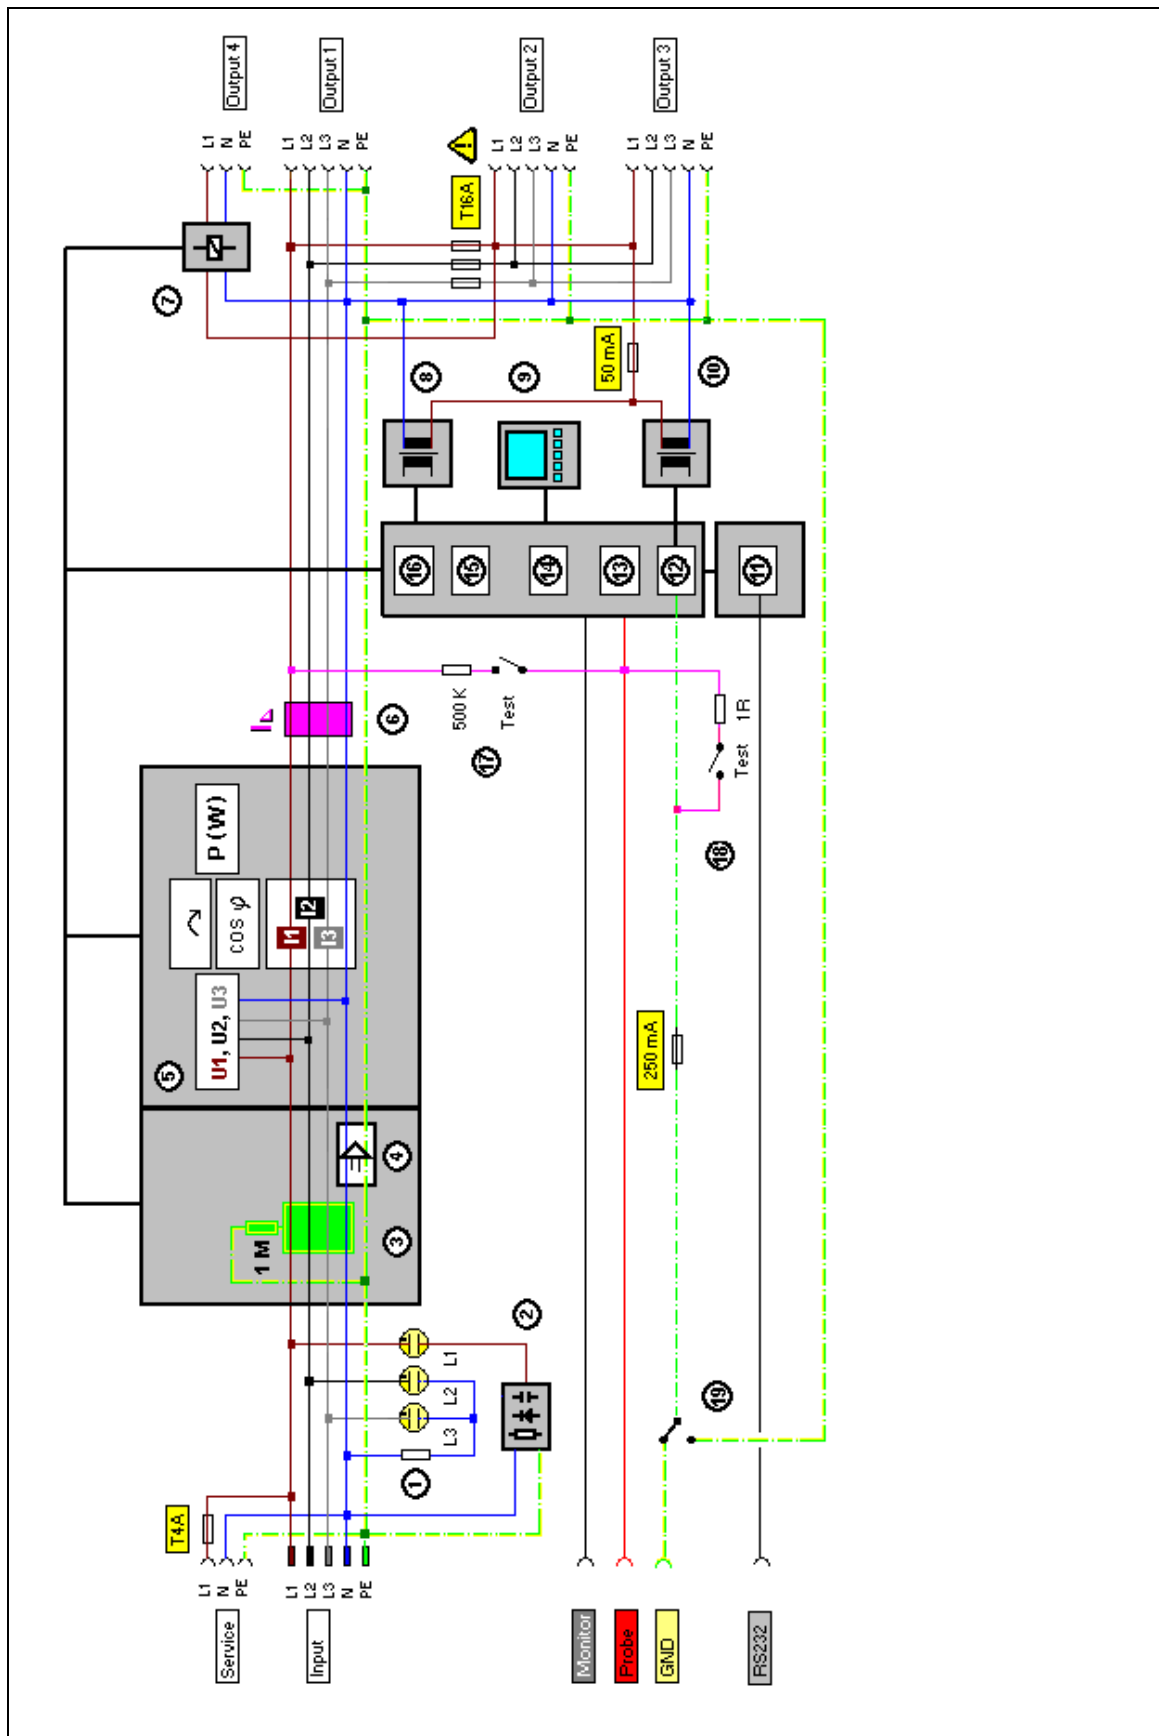 Service
L1
N
PE
T4A
Input
L1
L2
L3
N
PE
1
L3
L2
L1
2
1 M
3
4
5
U1, U2, U3
cos φ
P (W)
I1
I2
I3
IΔ
6
7
Output 4
L1
N
PE
Output 1
L1
L2
L3
N
PE
T16A
Output 2
L1
L2
L3
N
PE
Output 3
L1
L2
L3
N
PE
50 mA
8
9
10
16
15
14
13
12
11
500 K
Test
17
Test
1R
18
250 mA
19
Monitor
Probe
GND
RS232